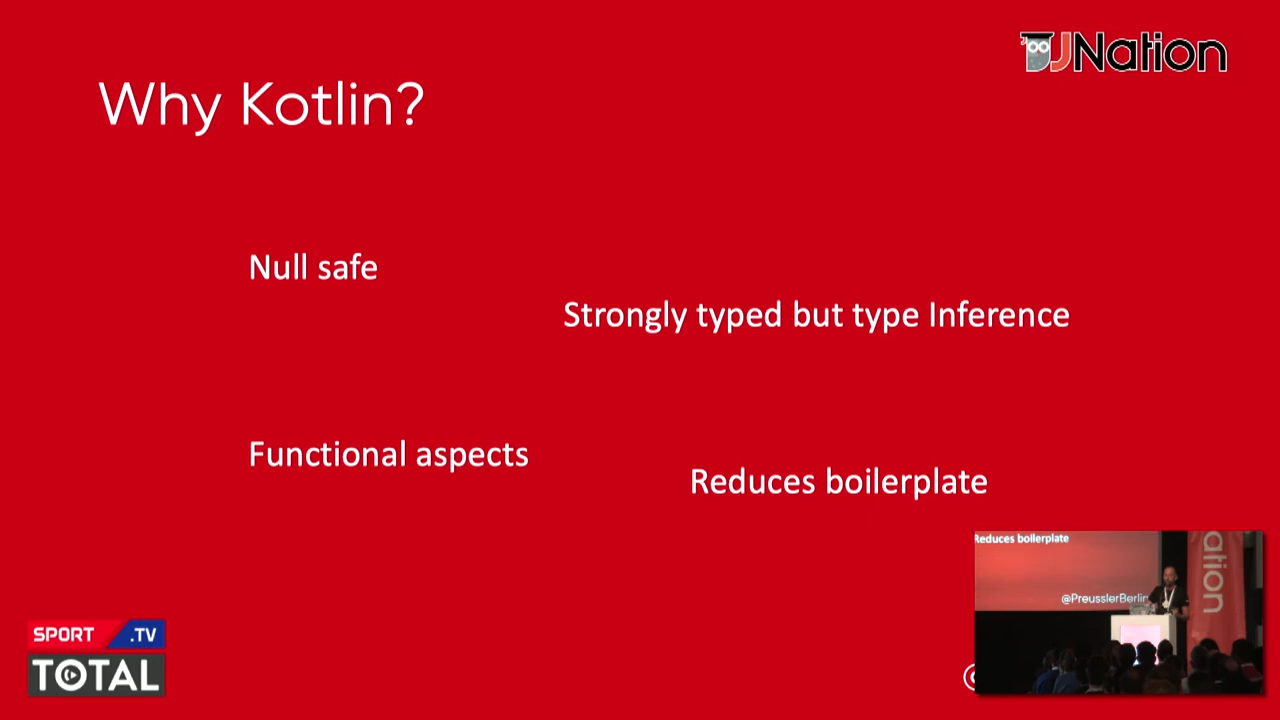 JNation
Why Kotlin?
Null safe
Strongly typed but type Inference
Functional aspects
Reduces boilerplate
Reduces boilerplate
@PreusslerBerlin
ation
SPORT .TV
TOTAL